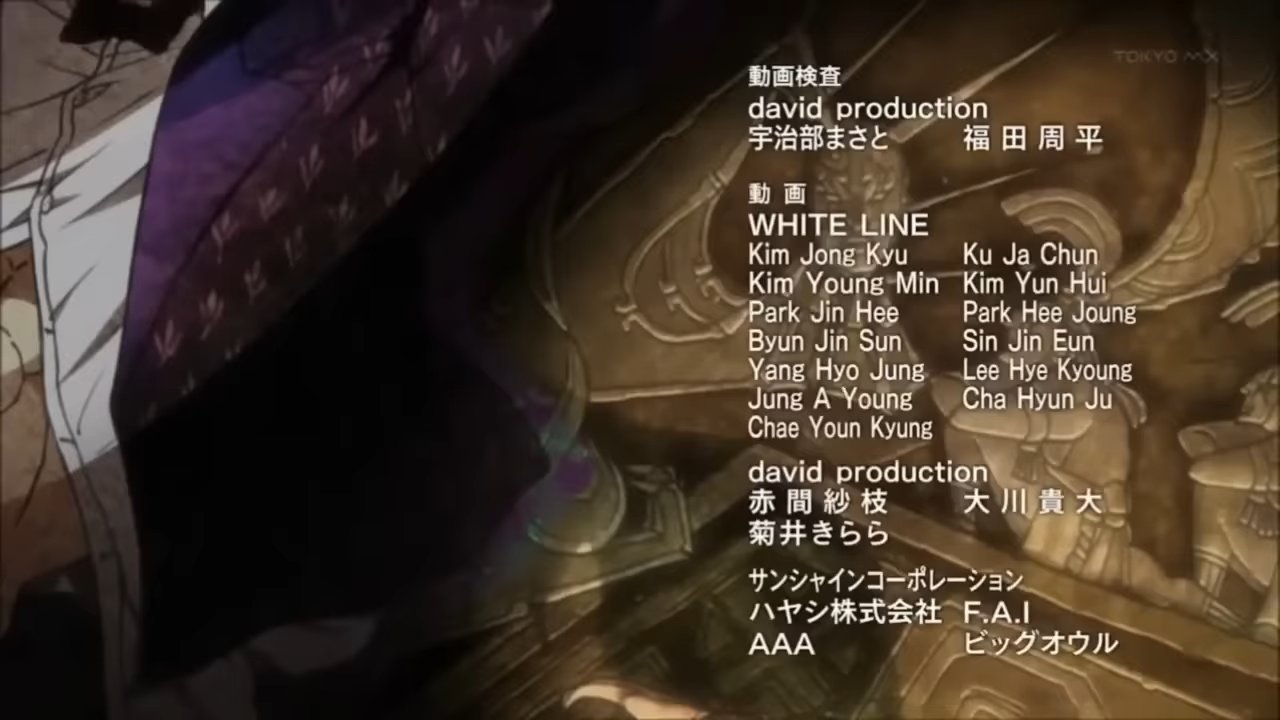 TOKYO MX
動画検査
david production
宇治部まさと 福田周平
動画
WHITE LINE
Kim Jong Kyu Ku Ja Chun
Kim Young Min Kim Yun Hui
Park Jin Hee Park Hee Joung
Byun Jin Sun Sin Jin Eun
Yang Hyo Jung Lee Hye Kyoung
Jung A Young Cha Hyun Ju
Chae Youn Kyung
david production
赤間紗枝 大川貴大
菊井きらら
サンシャインコーポレーション
ハヤシ株式会社 F.A.I
AAA ビッグオウル